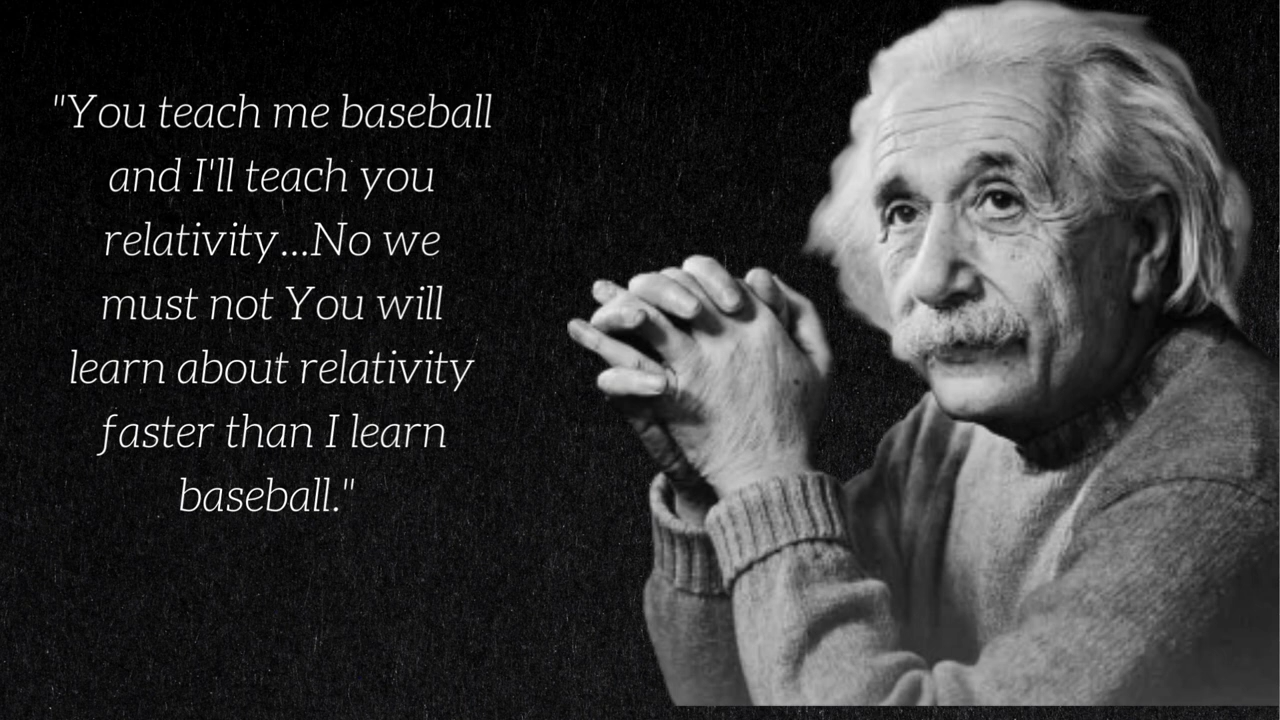 "You teach me baseball
and I'll teach you
relativity...No we
must not You will
learn about relativity
faster than I learn
baseball."